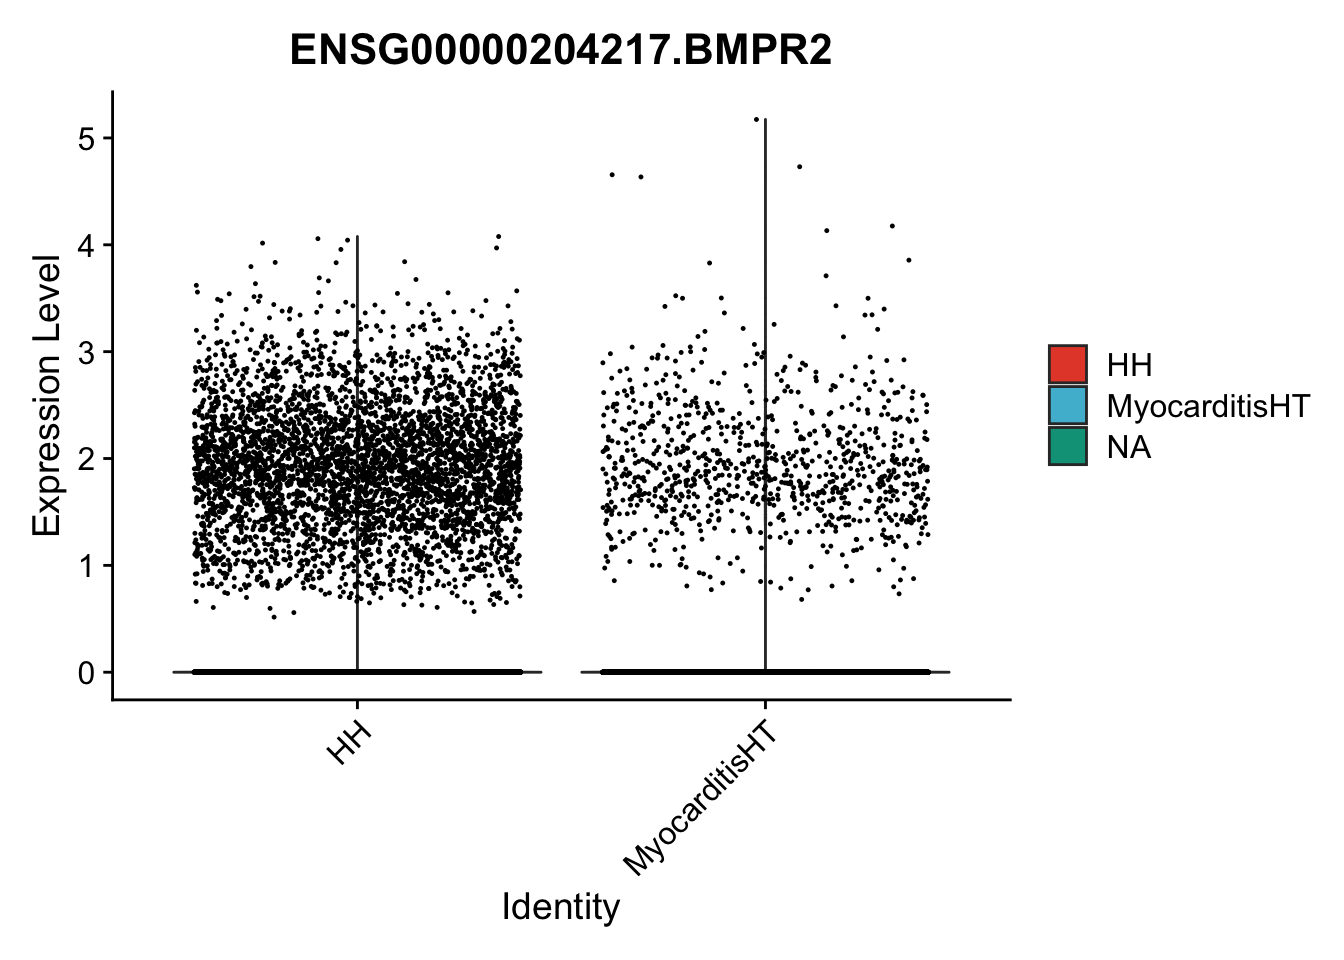 ENSG00000204217.BMPR2
Expression Level
5
4
3
2
1
0
HH
MyocarditisHT
Identity
HH
MyocarditisHT
NA